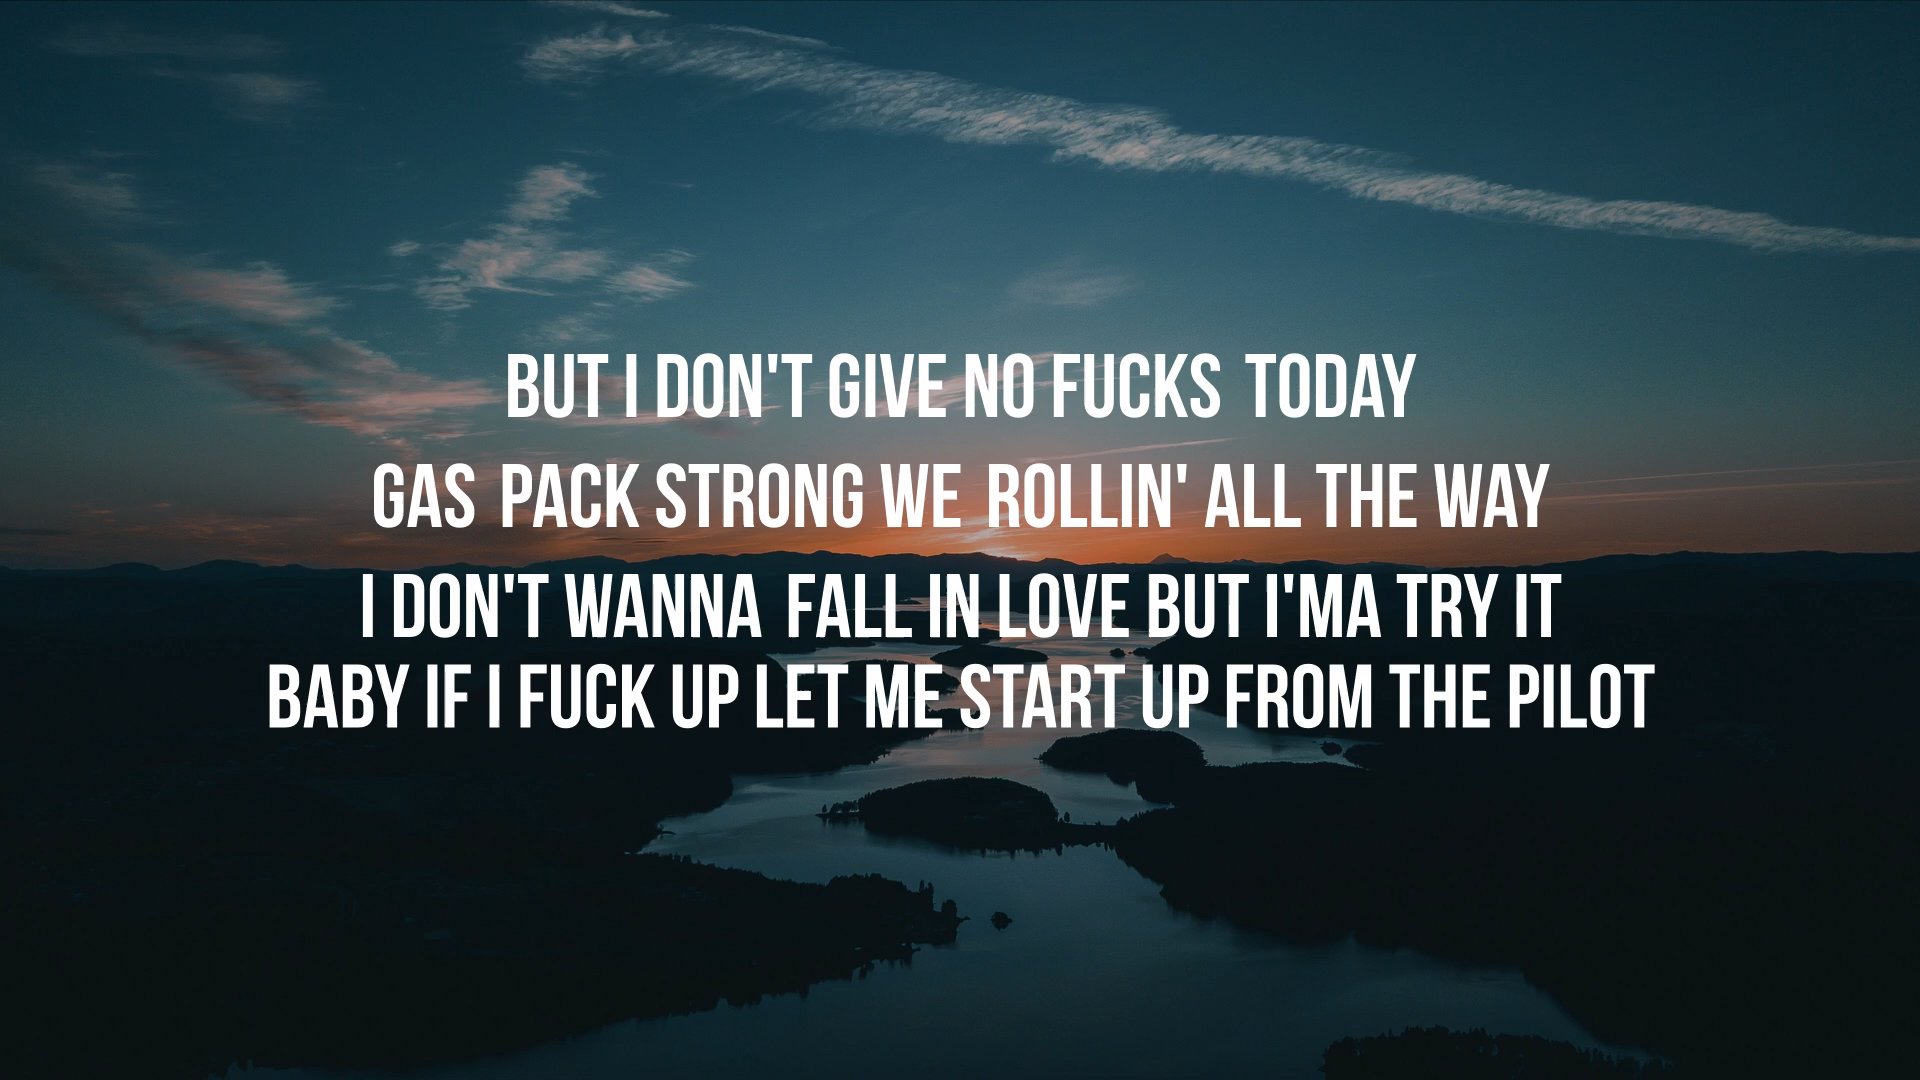 BUT I DON'T GIVE NO FUCKS TODAY
GAS PACK STRONG WE ROLLIN' ALL THE WAY
I DON'T WANNA FALL IN LOVE BUT I'MA TRY IT
BABY IF I FUCK UP LET ME START UP FROM THE PILOT